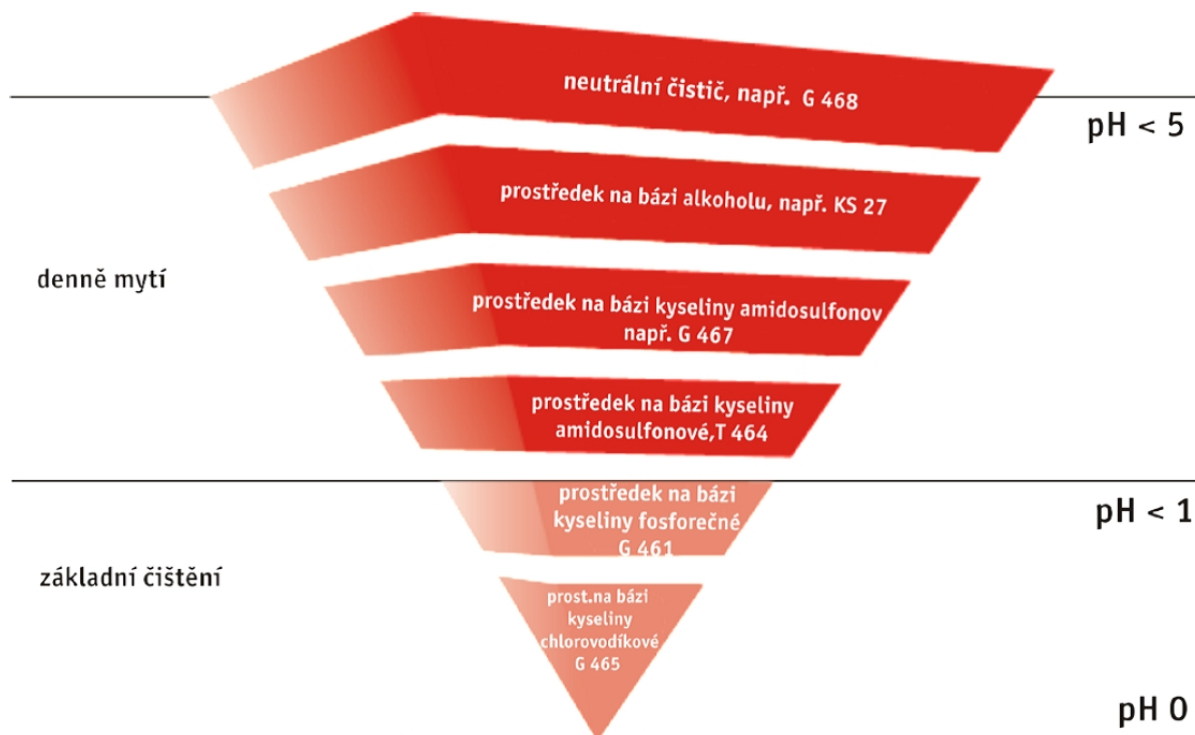 neutrální čistič, např. G 468
pH < 5
prostředek na bázi alkoholu, např. KS 27
denně mytí
prostředek na bázi kyseliny amidosulfonov
např. G 467
prostředek na bázi kyseliny
amidosulfonové,T 464
pH < 1
prostředek na bázi
kyseliny fosforečné
G 461
základní čištění
prost.na bázi
kyseliny
chlorovodíkové
G 465
pH 0